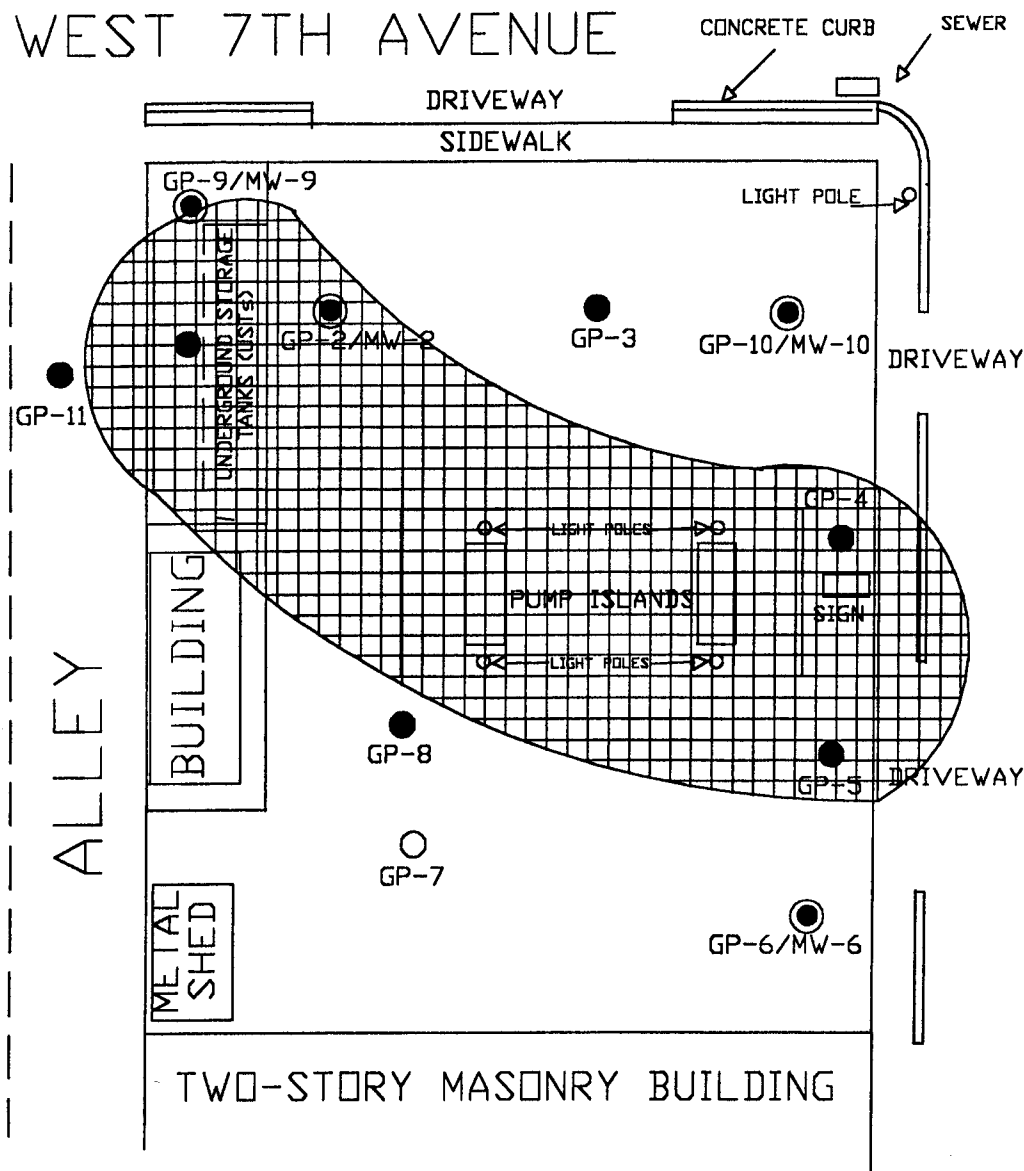 WEST 7TH AVENUE
CONCRETE CURB
SEWER
DRIVEWAY
SIDEWALK
GP-9/MW-9
LIGHT POLE
UNDERGROUND STORAGE
TANKS (USTs)
GP-2/MW-2
GP-3
GP-10/MW-10
DRIVEWAY
GP-11
GP-4
LIGHT POLES
PUMP ISLANDS
SIGN
LIGHT POLES
BUILDING
ALLEY
GP-8
GP-5
DRIVEWAY
GP-7
METAL
SHED
GP-6/MW-6
TWO-STORY MASONRY BUILDING